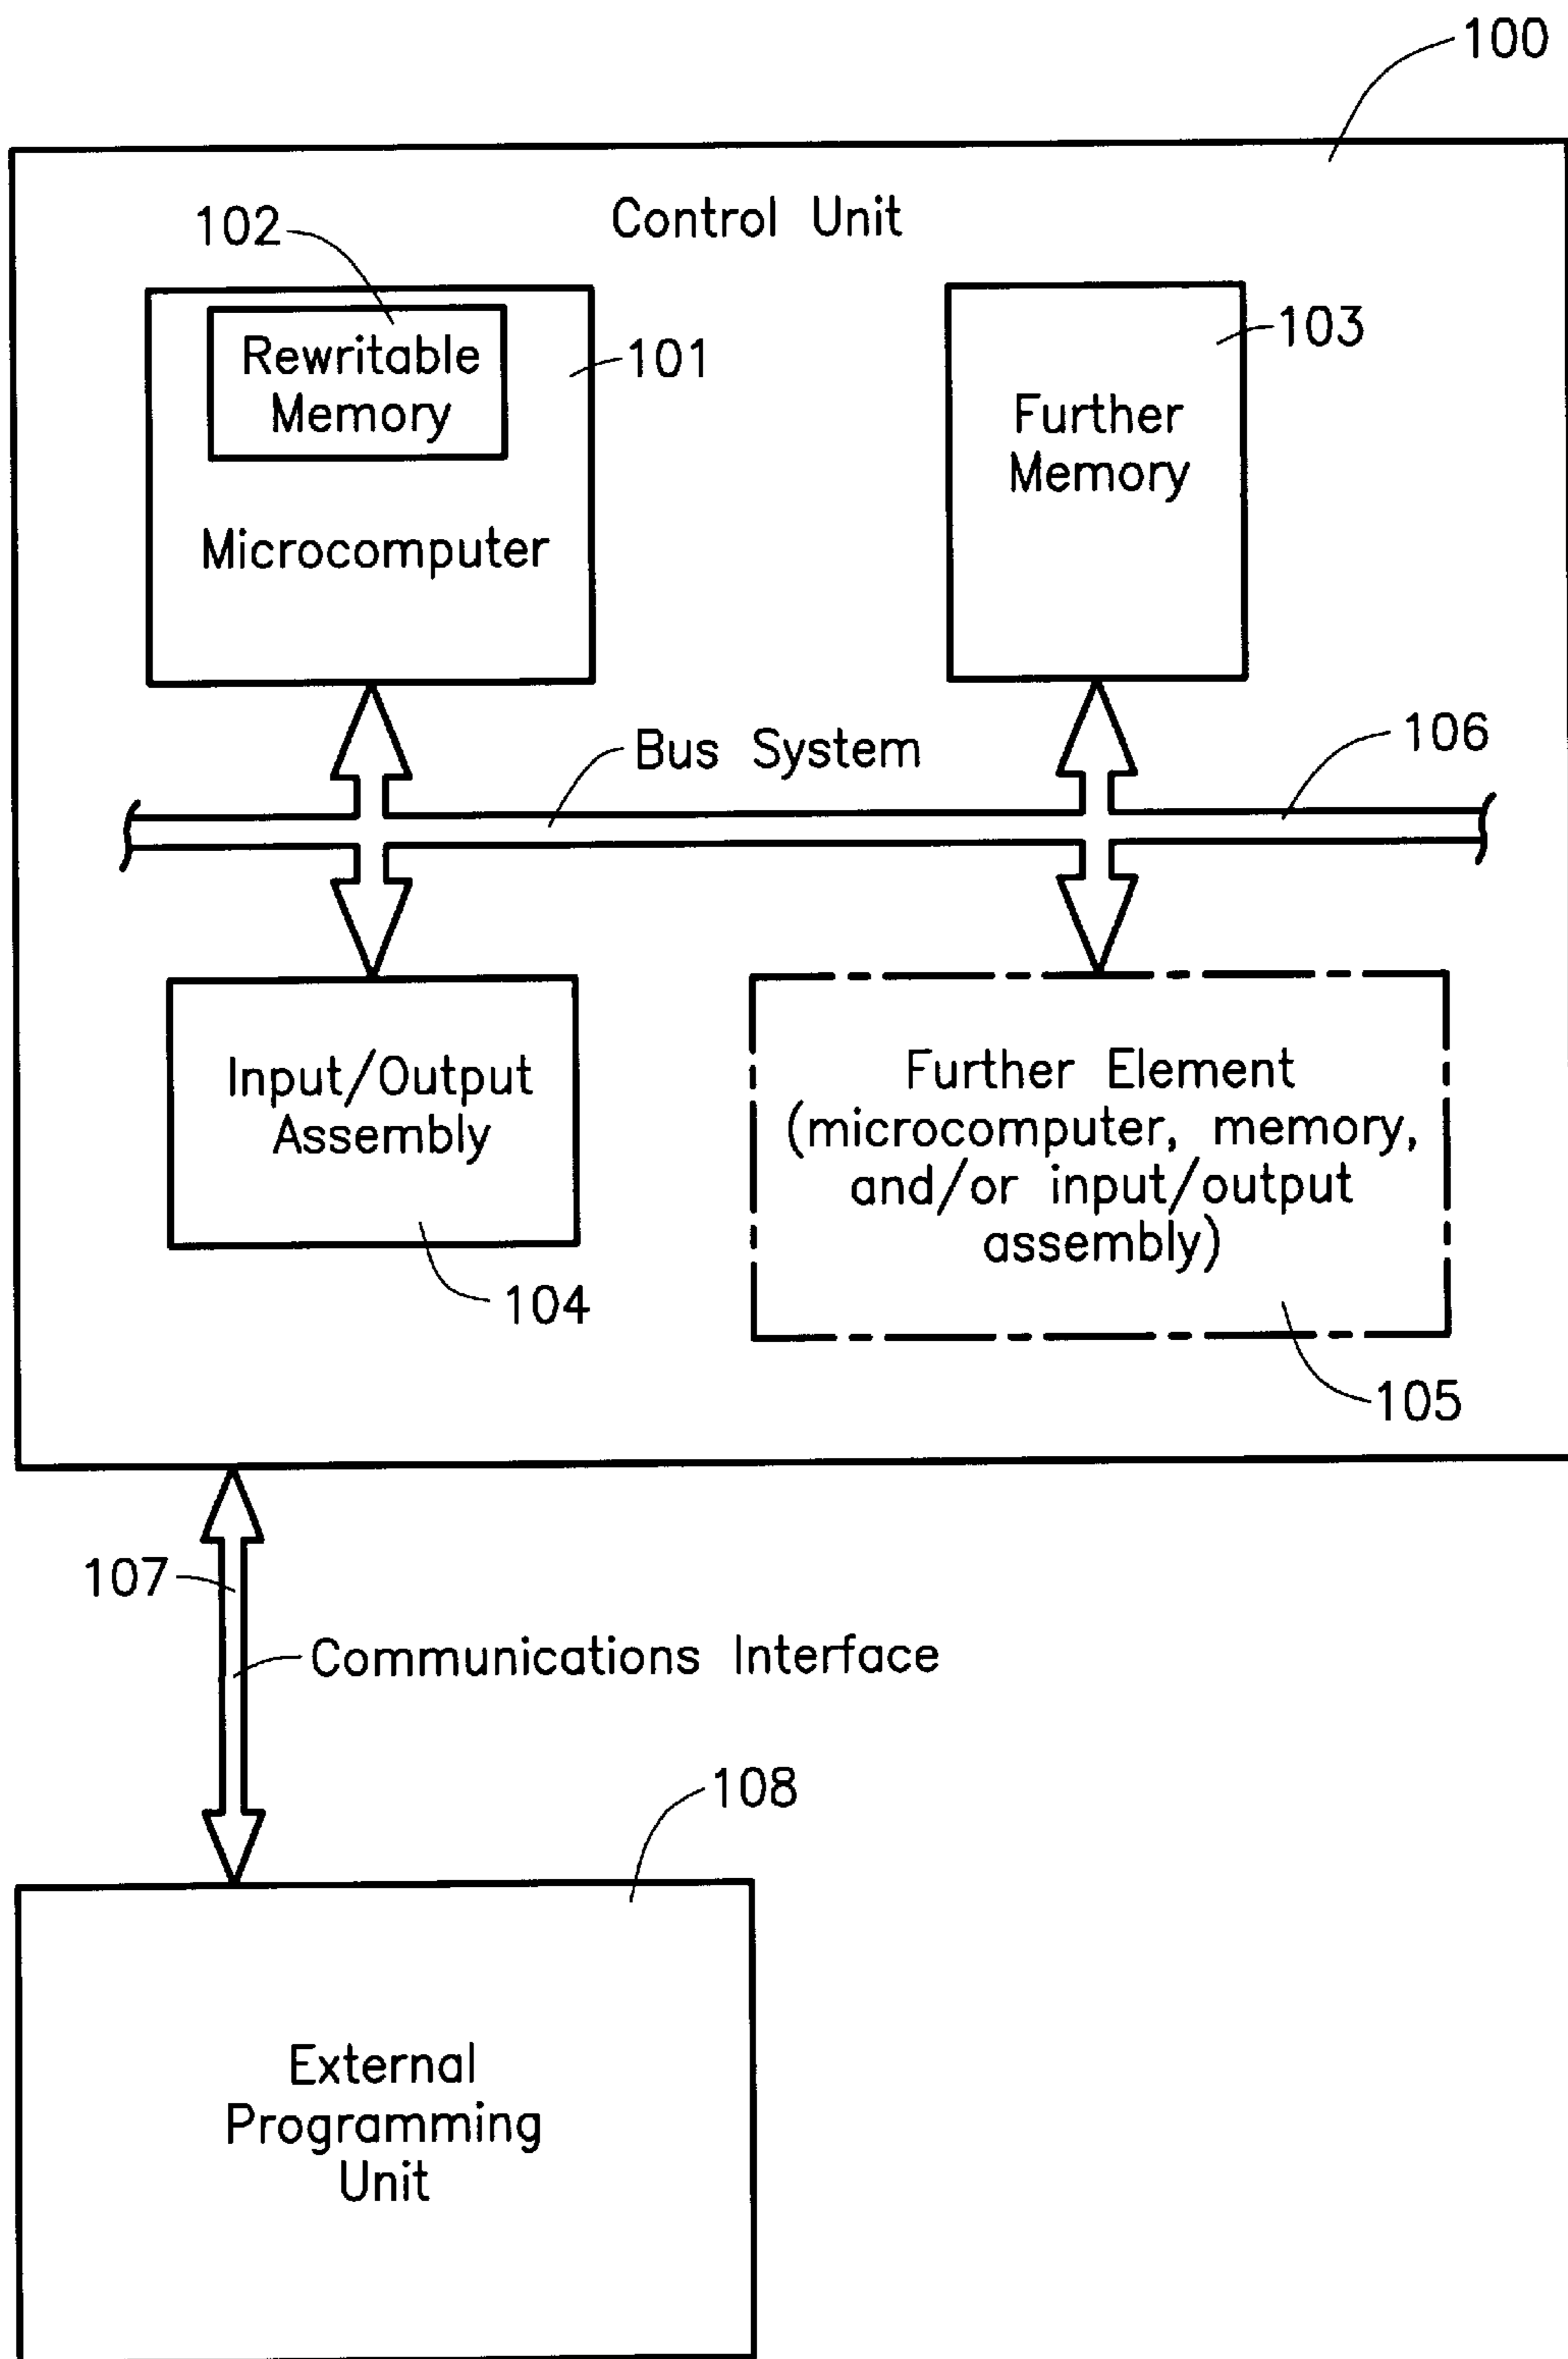 100
Control Unit
102
Rewritable
Memory
101
Microcomputer
103
Further
Memory
Bus System
106
Input/Output
Assembly
104
Further Element
(microcomputer, memory,
and/or input/output
assembly)
105
107
Communications Interface
108
External
Programming
Unit